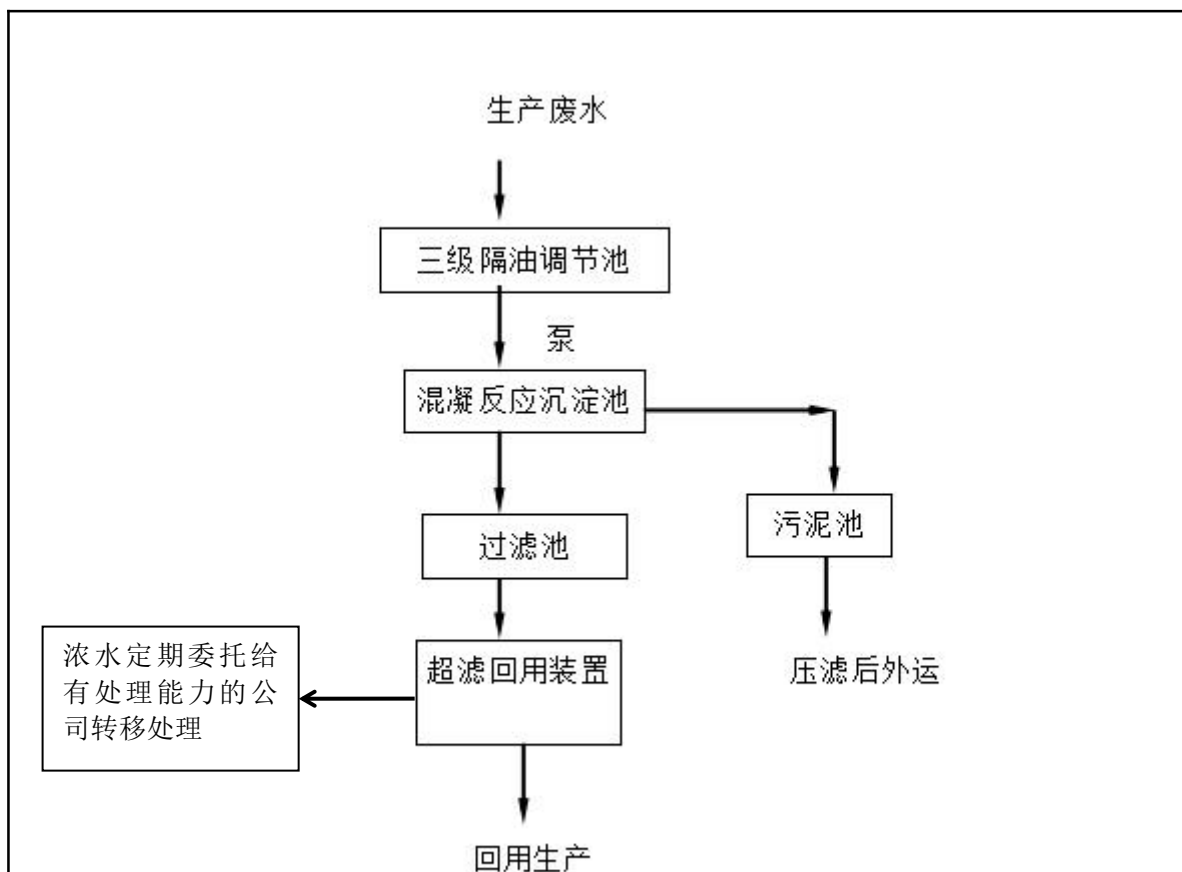 生产废水
三级隔油调节池
泵
混凝反应沉淀池
过滤池
污泥池
浓水定期委托给
有处理能力的公
司转移处理
超滤回用装置
压滤后外运
回用生产